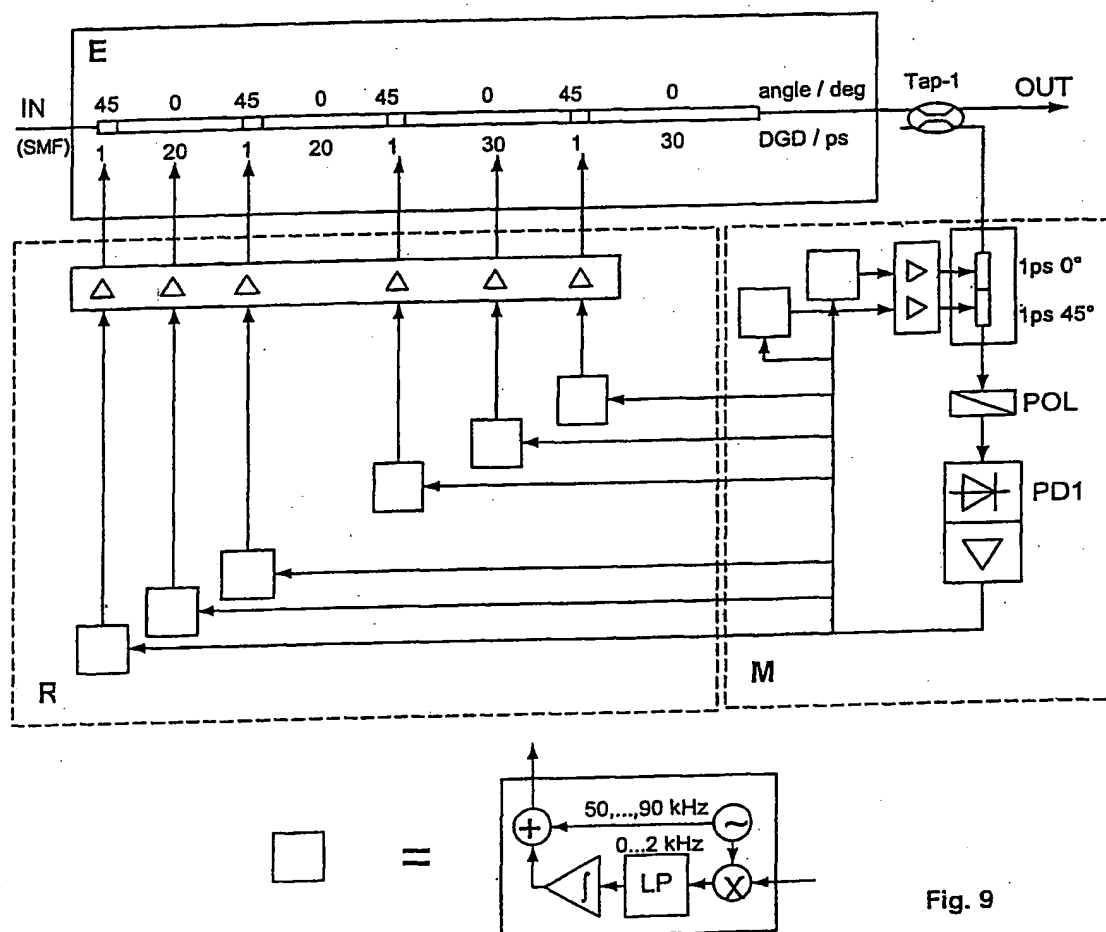 E
Tap-1
OUT
IN
45 0 45 0 45 0 45 0 angle / deg
(SMF)
1 20 1 20 1 30 1 30 DGD / ps
1ps 0°
1ps 45°
POL
PD1
R
M
50,...,90 kHz
~
+
0...2 kHz
=
∫
LP
X
Fig. 9